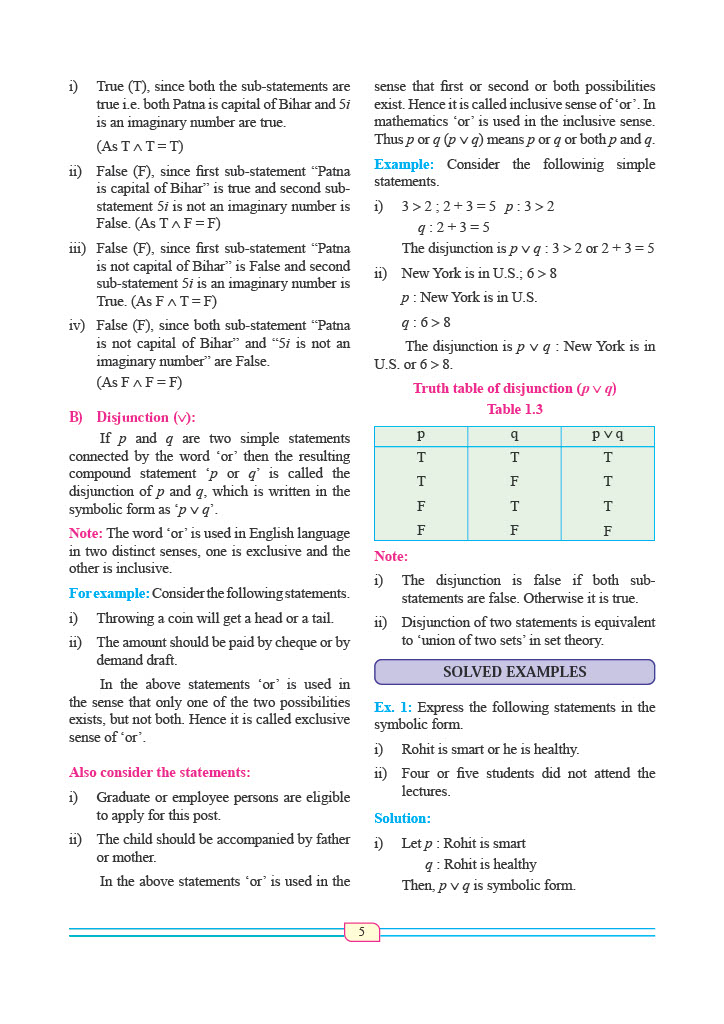 i) True (T), since both the sub-statements are
true i.e. both Patna is capital of Bihar and 5i
is an imaginary number are true.
(As T ∧ T = T)
ii) False (F), since first sub-statement “Patna
is capital of Bihar” is true and second sub-
statement 5i is not an imaginary number is
False. (As T ∧ F = F)
iii) False (F), since first sub-statement “Patna
is not capital of Bihar” is False and second
sub-statement 5i is an imaginary number is
True. (As F ∧ T = F)
iv) False (F), since both sub-statement “Patna
is not capital of Bihar” and “5i is not an
imaginary number” are False.
(As F ∧ F = F)
B) Disjunction (∨):
If p and q are two simple statements
connected by the word ‘or’ then the resulting
compound statement ‘p or q’ is called the
disjunction of p and q, which is written in the
symbolic form as ‘p ∨ q’.
Note: The word ‘or’ is used in English language
in two distinct senses, one is exclusive and the
other is inclusive.
For example: Consider the following statements.
i) Throwing a coin will get a head or a tail.
ii) The amount should be paid by cheque or by
demand draft.
In the above statements ‘or’ is used in
the sense that only one of the two possibilities
exists, but not both. Hence it is called exclusive
sense of ‘or’.
Also consider the statements:
i) Graduate or employee persons are eligible
to apply for this post.
ii) The child should be accompanied by father
or mother.
In the above statements ‘or’ is used in the
sense that first or second or both possibilities
exist. Hence it is called inclusive sense of ‘or’. In
mathematics ‘or’ is used in the inclusive sense.
Thus p or q (p ∨ q) means p or q or both p and q.
Example: Consider the followinig simple
statements.
i) 3 > 2 ; 2 + 3 = 5 p : 3 > 2
q : 2 + 3 = 5
The disjunction is p ∨ q : 3 > 2 or 2 + 3 = 5
ii) New York is in U.S.; 6 > 8
p : New York is in U.S.
q : 6 > 8
The disjunction is p ∨ q : New York is in
U.S. or 6 > 8.
Truth table of disjunction (p ∨ q)
Table 1.3
p q p ∨ q
T T T
T F T
F T T
F F F
Note:
i) The disjunction is false if both sub-
statements are false. Otherwise it is true.
ii) Disjunction of two statements is equivalent
to ‘union of two sets’ in set theory.
SOLVED EXAMPLES
Ex. 1: Express the following statements in the
symbolic form.
i) Rohit is smart or he is healthy.
ii) Four or five students did not attend the
lectures.
Solution:
i) Let p : Rohit is smart
q : Rohit is healthy
Then, p ∨ q is symbolic form.
5